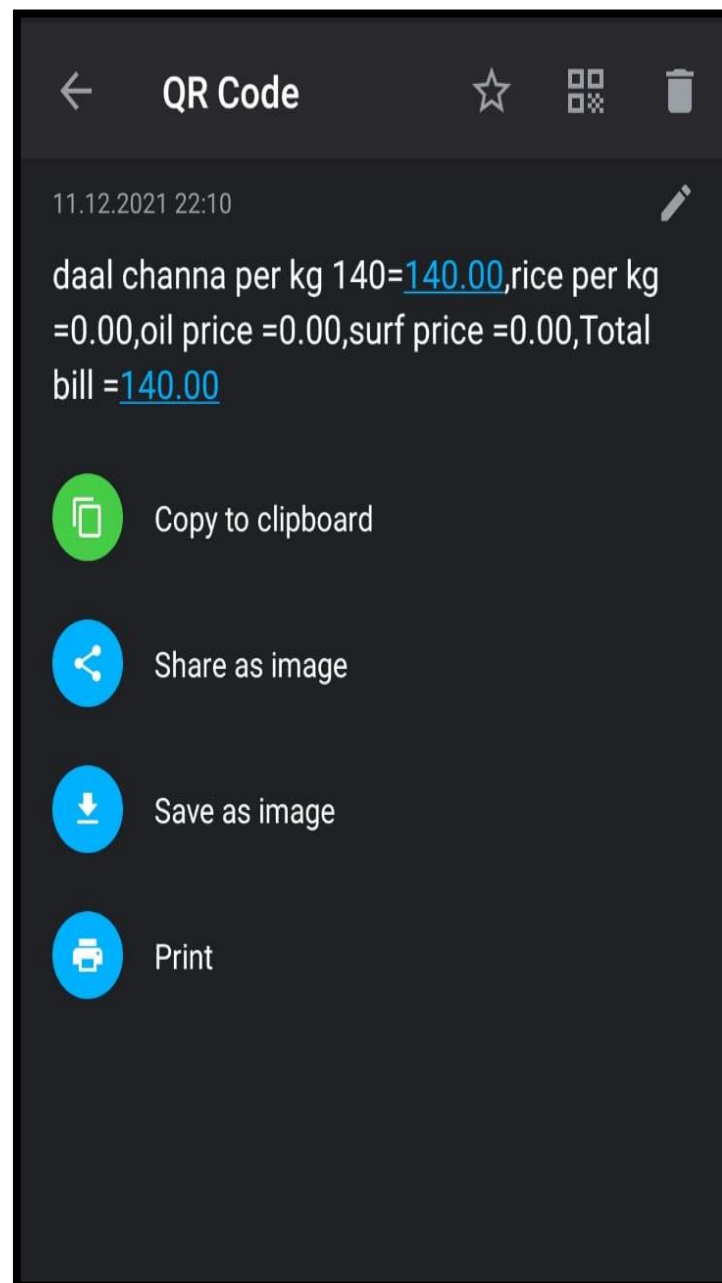 QR Code
11.12.2021 22:10
daal channa per kg 140=140.00,rice per kg
=0.00,oil price =0.00,surf price =0.00,Total
bill =140.00
Copy to clipboard
Share as image
Save as image
Print